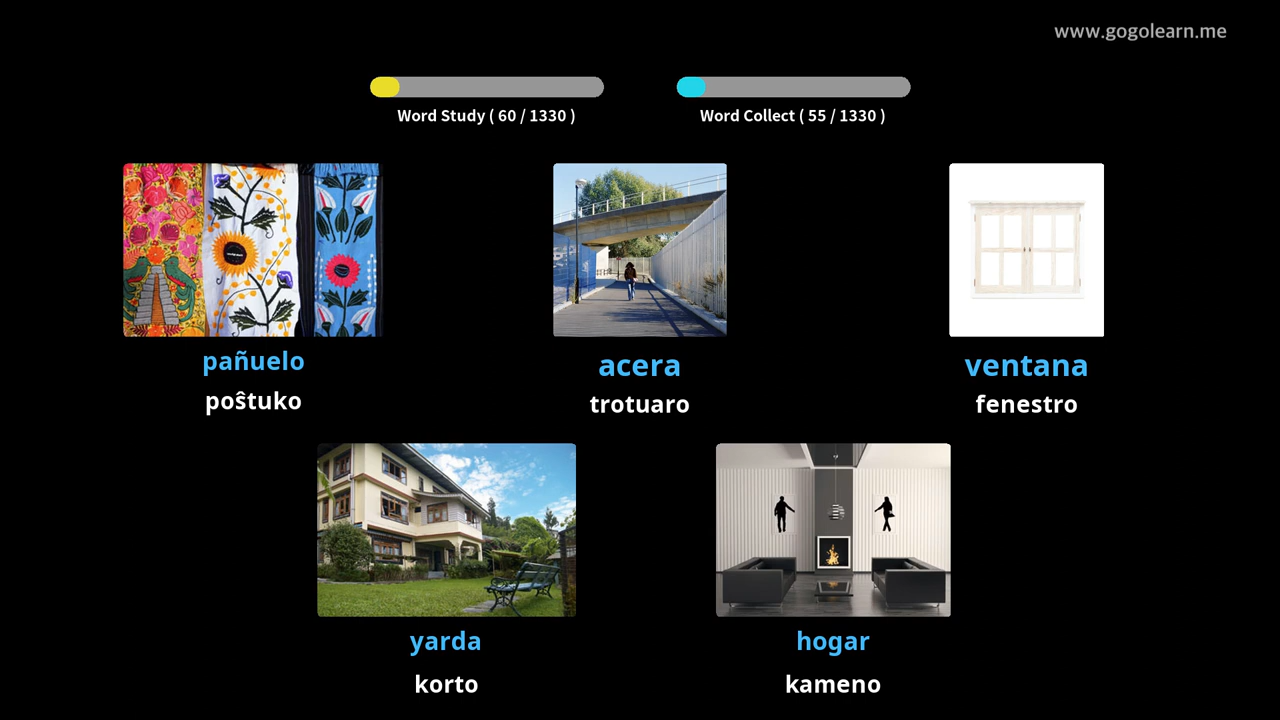 www.gogolearn.me
Word Study ( 60 / 1330 )
Word Collect ( 55 / 1330 )
pañuelo
poŝtuko
acera
trotuaro
ventana
fenestro
yarda
korto
hogar
kameno